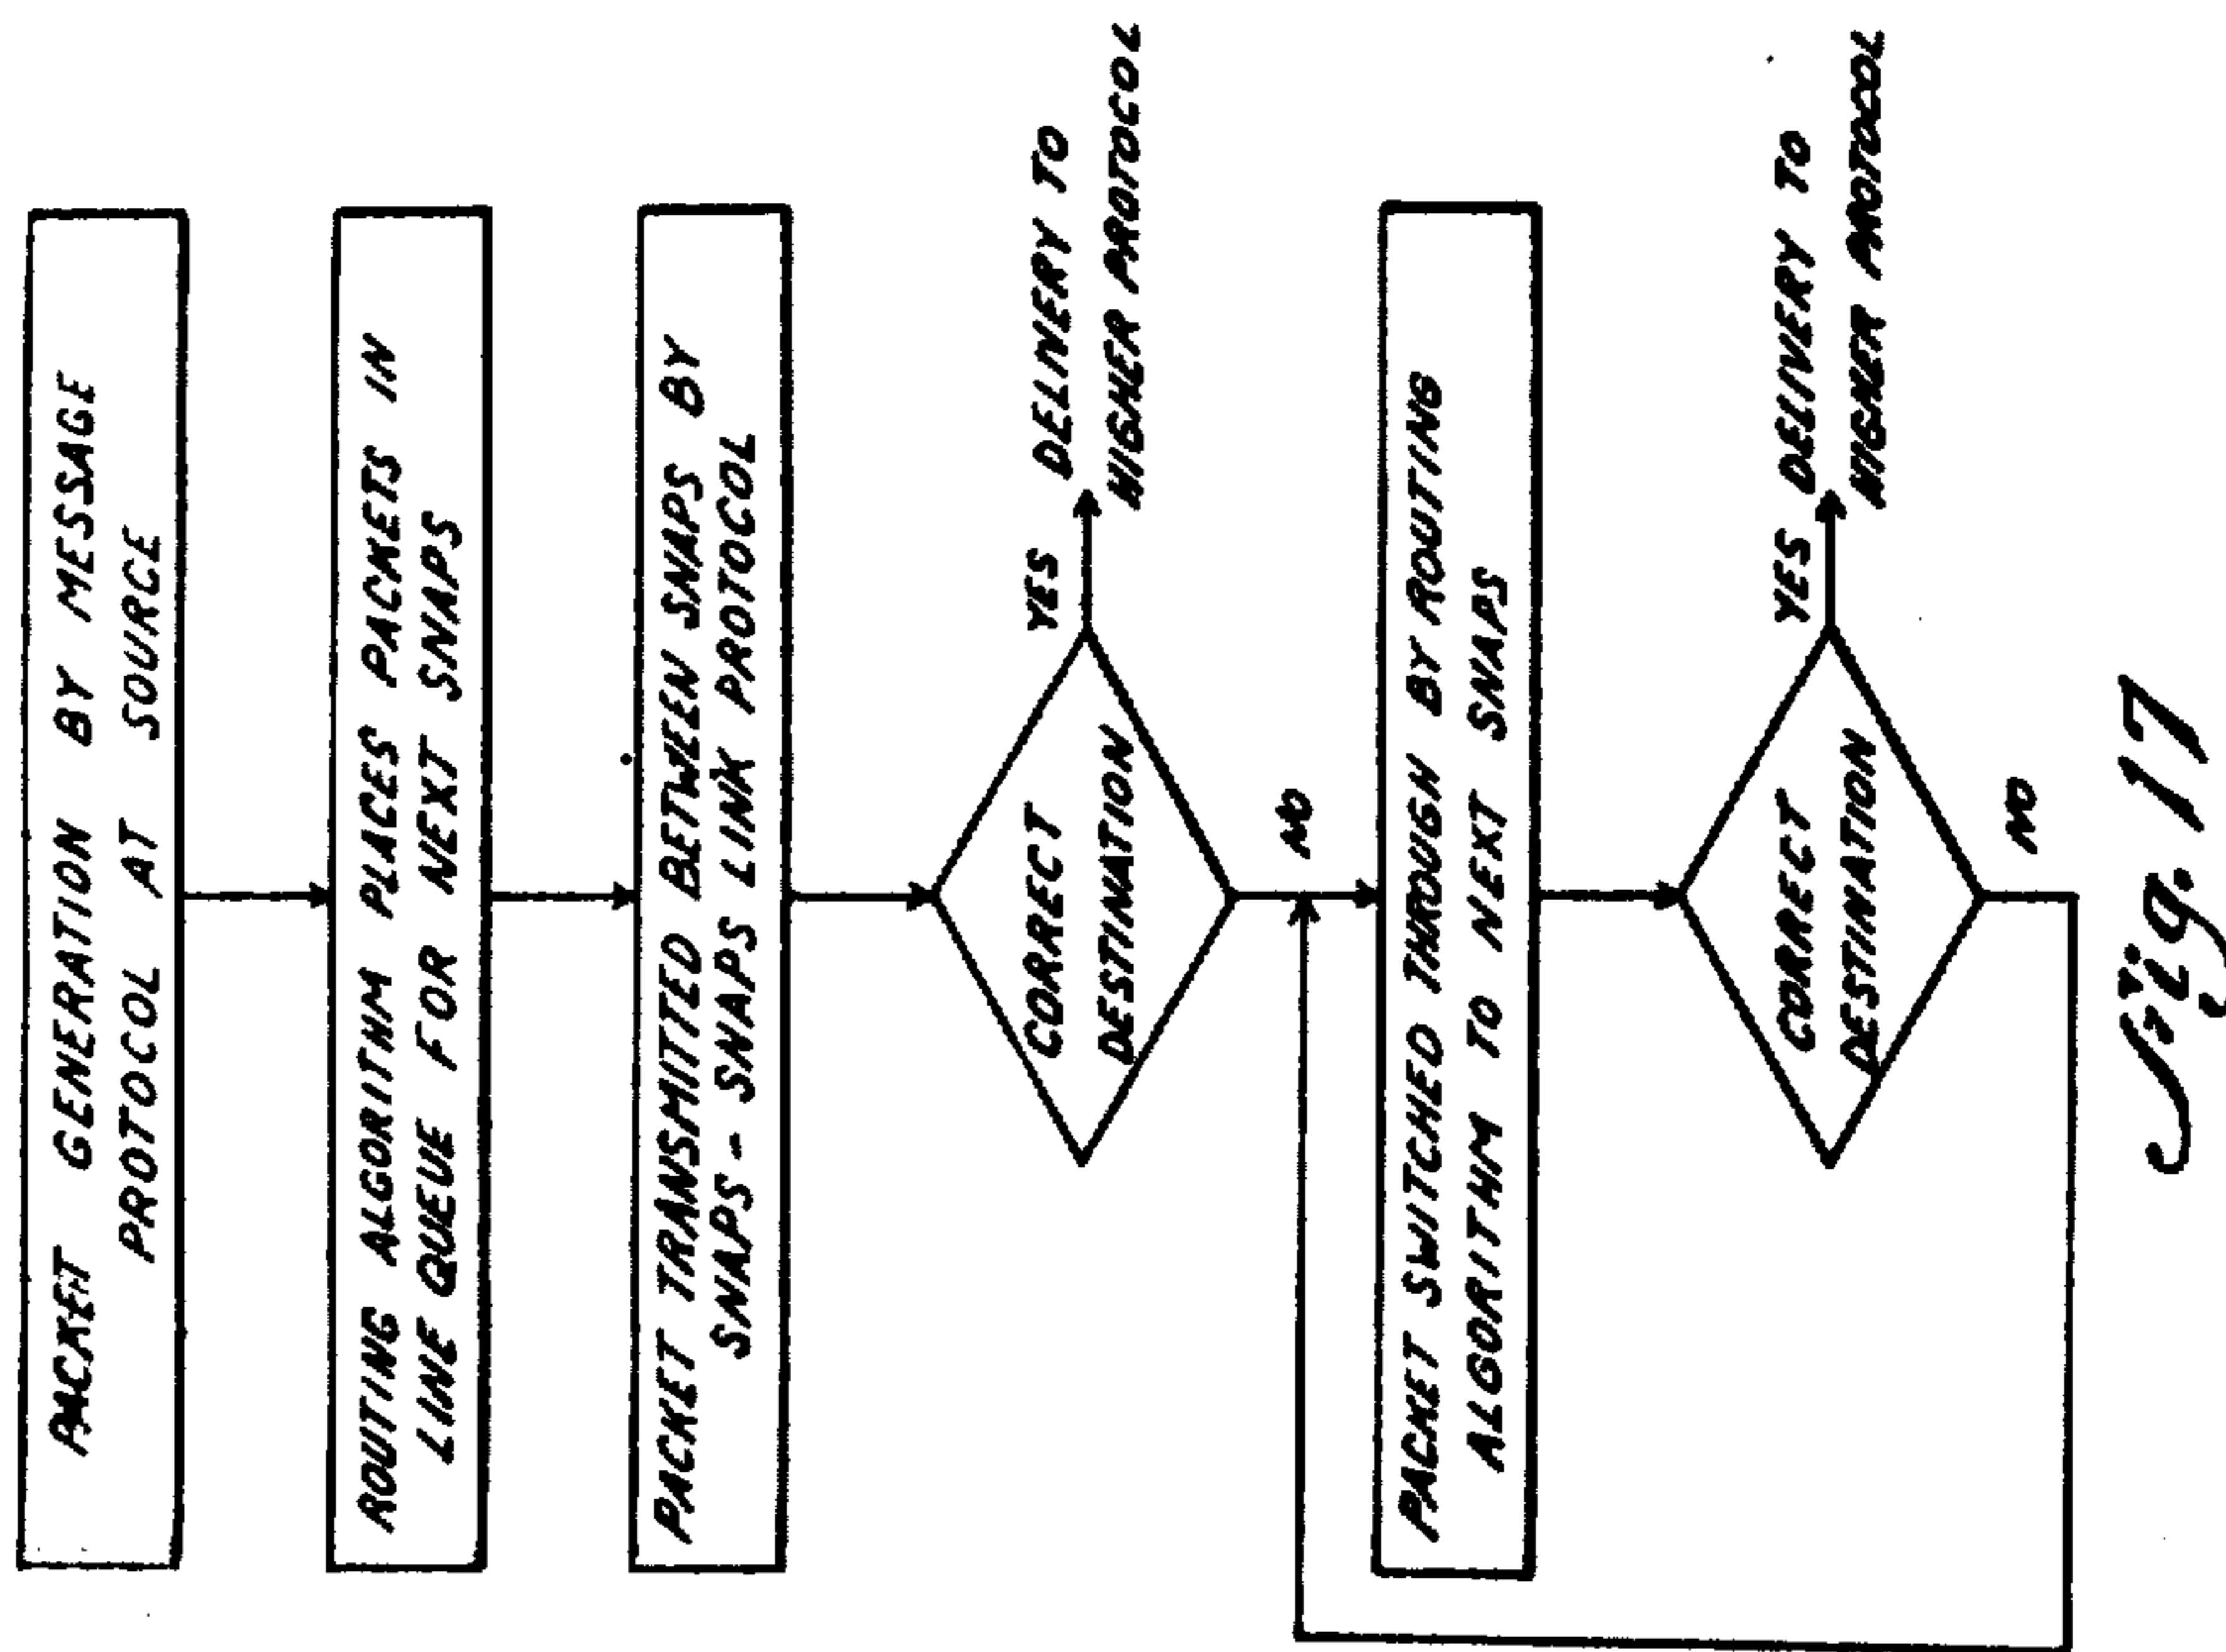 PACKET GENERATION BY MESSAGE
PROTOCOL AT SOURCE
ROUTING ALGORITHM PLACES PACKETS IN
LINE QUEUE FOR NEXT SNAPS
PACKET TRANSMITTED BETWEEN SNAPS BY
SNAPS - SNAPS LINK PROTOCOL
CORRECT
DESTINATION
YES
DELIVERY TO
HIGHER PROTOCOL
NO
PACKET SWITCHED THROUGH BY ROUTING
ALGORITHM TO NEXT SNAPS
CORRECT
DESTINATION
YES
DELIVERY TO
HIGHER PROTOCOL
NO
Fig. 17